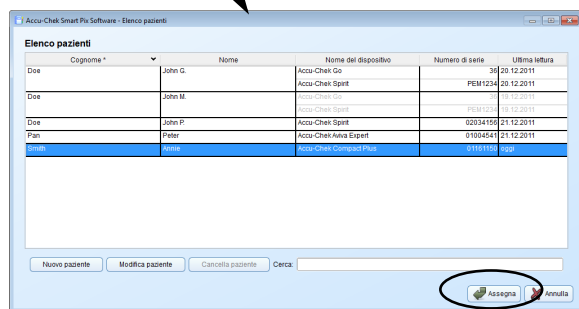 Accu-Chek Smart Pix Software - Elenco pazienti
Elenco pazienti
Cognome * Nome Nome del dispositivo Numero di serie Ultima lettura
Doe John G. Accu-Chek Go 36 20.12.2011
Accu-Chek Spirit PEM1234 20.12.2011
Doe John M. Accu-Chek Go 36 19.12.2011
Accu-Chek Spirit PEM1234 19.12.2011
Doe John P. Accu-Chek Spirit 02034156 21.12.2011
Pan Peter Accu-Chek Aviva Expert 01004541 21.12.2011
Smith Annie Accu-Chek Compact Plus 01161150 oggi
Nuovo paziente Modifica paziente Cancella paziente Cerca:
Assegna Annulla